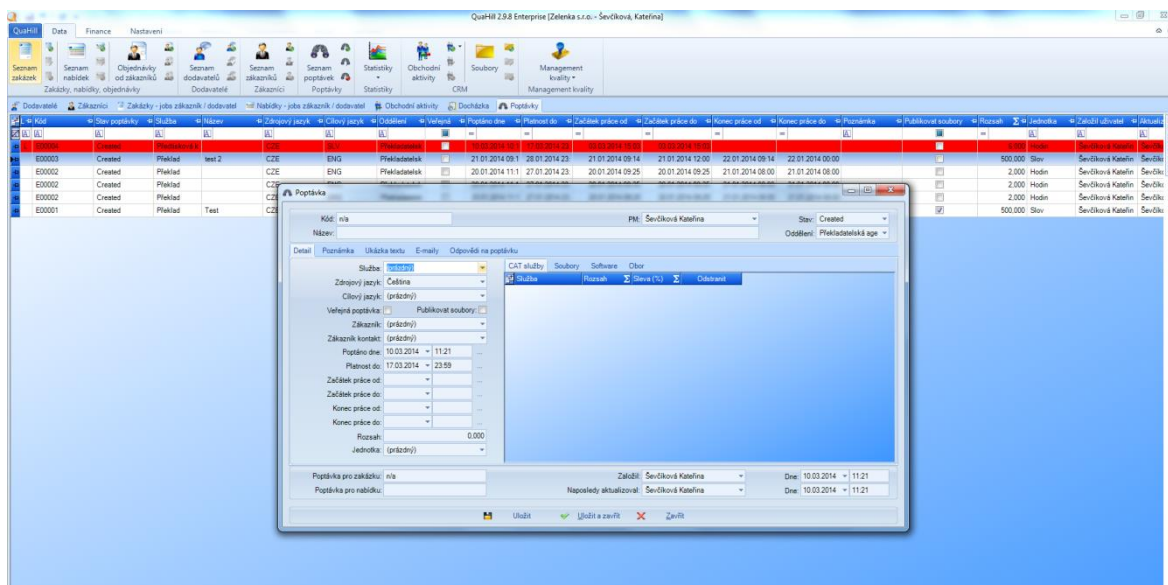 QuaHill 2.9.8 Enterprise [Zelenka s.r.o. - Ševčíková, Kateřina]
QuaHill Data Finance Nastavení
Seznam zakázek
Seznam nabídek
Objednávky od zákazníků
Seznam dodavatelů
Seznam zákazníků
Seznam poptávek
Statistiky
Obchodní aktivity
Soubory
Management kvality
Zakázky, nabídky, objednávky Dodavatelé Zákazníci Poptávky Statistiky CRM Management kvality
Dodavatelé Zákazníci Zakázky - jobs zákazník / dodavatel Nabídky - jobs zákazník / dodavatel Obchodní aktivity Docházka Poptávky
L Kód Stav poptávky Služba Název Zdrojový jazyk Cílový jazyk Oddělení Veřejná Poptáno dne Platnost do Začátek práce od Začátek práce do Konec práce od Konec práce do Poznámka Publikovat soubory Rozsah Σ Jednotka Založil uživatel
E00004 Created CZE
E00003 Created Překlad test 2 CZE ENG Překladatelsk 21.01.2014 09:1 28.01.2014 23: 21.01.2014 09:14 21.01.2014 12:00 22.01.2014 09:14 22.01.2014 00:00 500.000 Slov Ševčíková Kateřin Ševčíko
E00002 Created Překlad CZE ENG Překladatelsk 20.01.2014 11:1 27.01.2014 23: 20.01.2014 09:25 20.01.2014 09:25 21.01.2014 08:00 21.01.2014 08:00 2.000 Hodin Ševčíková Kateřin Ševčíko
E00002 Created Překlad CZE 2.000 Hodin Ševčíková Kateřin Ševčíko
E00002 Created Překlad 2.000 Hodin Ševčíková Kateřin Ševčíko
E00001 Created Překlad Test 500.000 Slov Ševčíková Kateřin Ševčíko
Poptávka
Kód: n/a PM: Ševčíková Kateřina Stav: Created
Název: Oddělení: Překladatelská age
Detail Poznámka Ukázka textu E-maily Odpovědi na poptávku
CAT služby Soubory Software Obor
Služba Rozsah Σ Sleva (%) Σ Odstranit
Služba: (prázdný)
Zdrojový jazyk: Čeština
Cílový jazyk: (prázdný)
Veřejná poptávka: Publikovat soubory:
Zákazník: (prázdný)
Zákazník kontakt: (prázdný)
Poptáno dne: 10.03.2014 11:21 ...
Platnost do: 17.03.2014 23:59 ...
Začátek práce od: ...
Začátek práce do: ...
Konec práce od: ...
Konec práce do: ...
Rozsah: 0.000
Jednotka: (prázdný)
Poptávka pro zakázku: n/a Založil: Ševčíková Kateřina Dne: 10.03.2014 11:21
Poptávka pro nabídku: Naposledy aktualizoval: Ševčíková Kateřina Dne: 10.03.2014 11:21
Uložit Uložit a zavřít Zavřít